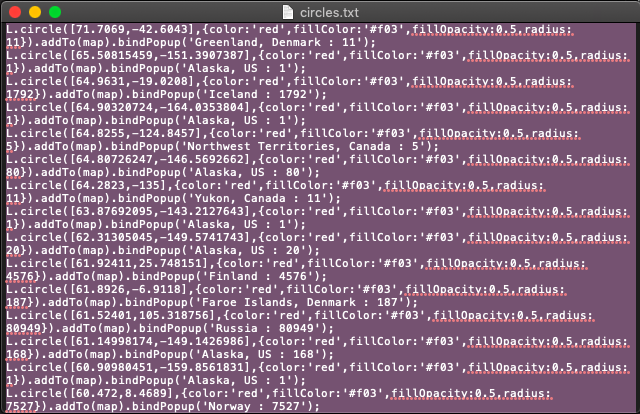 circles.txt
L.circle([71.7069,-42.6043],{color:'red',fillColor:'#f03',fillOpacity:0.5,radius:
11}).addTo(map).bindPopup('Greenland, Denmark : 11');
L.circle([65.50815459,-151.3907387],{color:'red',fillColor:'#f03',fillOpacity:0.5,radius:
1}).addTo(map).bindPopup('Alaska, US : 1');
L.circle([64.9631,-19.0208],{color:'red',fillColor:'#f03',fillOpacity:0.5,radius:
1792}).addTo(map).bindPopup('Iceland : 1792');
L.circle([64.90320724,-164.0353804],{color:'red',fillColor:'#f03',fillOpacity:0.5,radius:
1}).addTo(map).bindPopup('Alaska, US : 1');
L.circle([64.8255,-124.8457],{color:'red',fillColor:'#f03',fillOpacity:0.5,radius:
5}).addTo(map).bindPopup('Northwest Territories, Canada : 5');
L.circle([64.80726247,-146.5692662],{color:'red',fillColor:'#f03',fillOpacity:0.5,radius:
80}).addTo(map).bindPopup('Alaska, US : 80');
L.circle([64.2823,-135],{color:'red',fillColor:'#f03',fillOpacity:0.5,radius:
11}).addTo(map).bindPopup('Yukon, Canada : 11');
L.circle([63.87692095,-143.2127643],{color:'red',fillColor:'#f03',fillOpacity:0.5,radius:
1}).addTo(map).bindPopup('Alaska, US : 1');
L.circle([62.31305045,-149.5741743],{color:'red',fillColor:'#f03',fillOpacity:0.5,radius:
20}).addTo(map).bindPopup('Alaska, US : 20');
L.circle([61.92411,25.748151],{color:'red',fillColor:'#f03',fillOpacity:0.5,radius:
4576}).addTo(map).bindPopup('Finland : 4576');
L.circle([61.8926,-6.9118],{color:'red',fillColor:'#f03',fillOpacity:0.5,radius:
187}).addTo(map).bindPopup('Faroe Islands, Denmark : 187');
L.circle([61.52401,105.318756],{color:'red',fillColor:'#f03',fillOpacity:0.5,radius:
80949}).addTo(map).bindPopup('Russia : 80949');
L.circle([61.14998174,-149.1426986],{color:'red',fillColor:'#f03',fillOpacity:0.5,radius:
168}).addTo(map).bindPopup('Alaska, US : 168');
L.circle([60.90980451,-159.8561831],{color:'red',fillColor:'#f03',fillOpacity:0.5,radius:
1}).addTo(map).bindPopup('Alaska, US : 1');
L.circle([60.472,8.4689],{color:'red',fillColor:'#f03',fillOpacity:0.5,radius:
7527}).addTo(map).bindPopup('Norway : 7527');